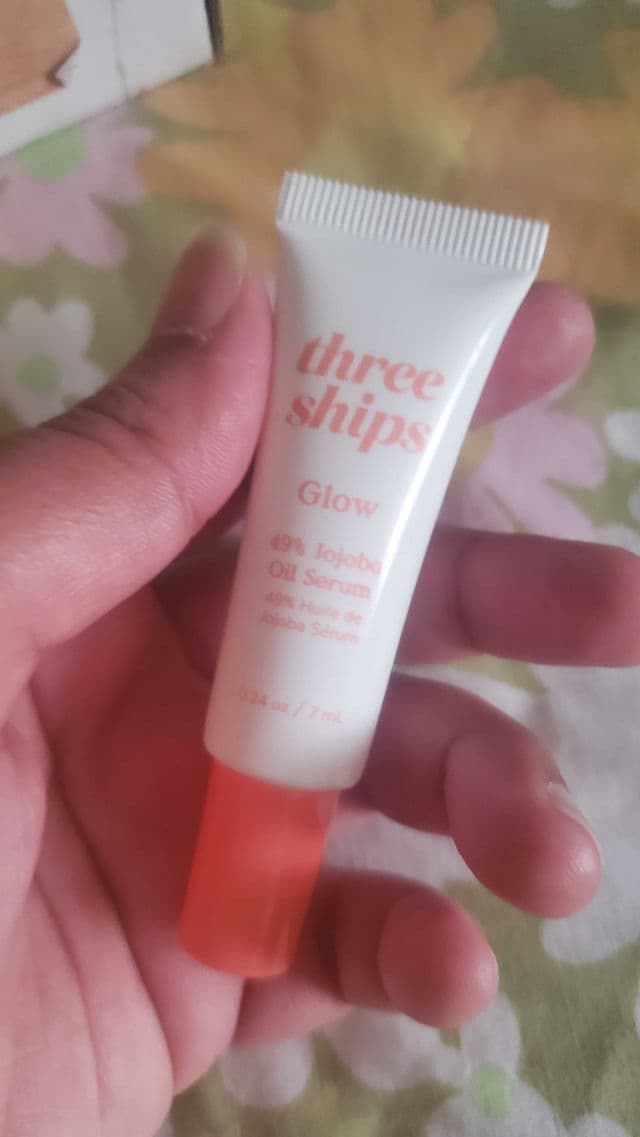 three
ships
Glow
49% Jojoba
Oil Serum
49% Huile de
Jojoba Sérum
0.24 oz / 7 mL